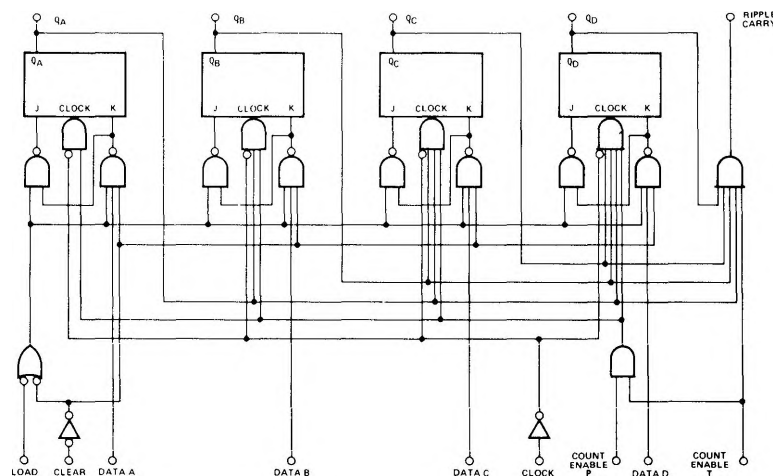 QA QB QC QD RIPPLE CARRY
QA QB QC QD
J CLOCK K J CLOCK K J CLOCK K J CLOCK K
LOAD CLEAR DATA A DATA B DATA C CLOCK COUNT ENABLE P DATA D COUNT ENABLE T